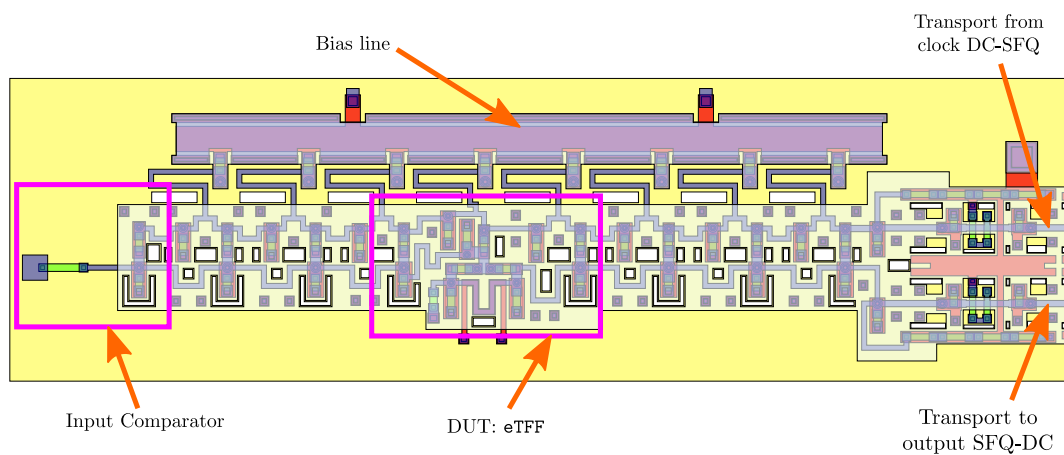 Transport from
clock DC-SFQ
Bias line
Input Comparator
DUT: eTFF
Transport to
output SFQ-DC